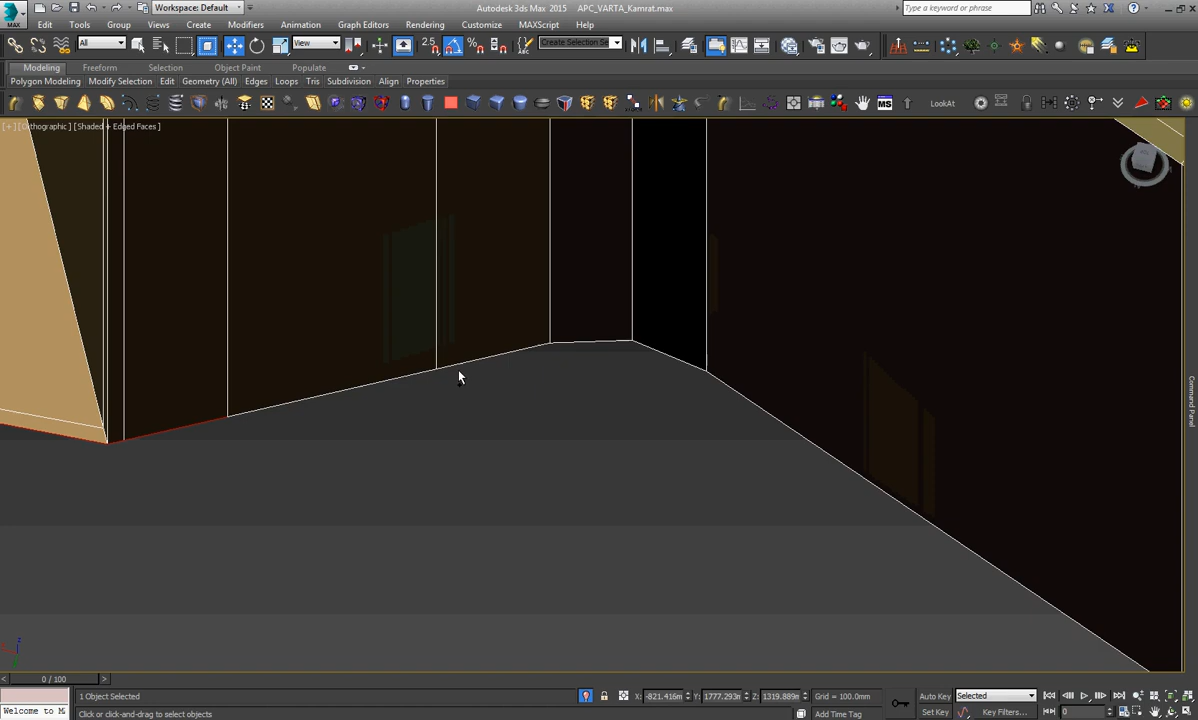 Workspace: Default
Autodesk 3ds Max 2015 APC_VARTA_Kamrat.max
Type a keyword or phrase
MAX
Edit Tools Group Views Create Modifiers Animation Graph Editors Rendering Customize MAXScript Help
All View 2.5 Create Selection Se
Modeling Freeform Selection Object Paint Populate
Polygon Modeling Modify Selection Edit Geometry (All) Edges Loops Tris Subdivision Align Properties
MS LookAt
[+] [Orthographic] [Shaded + Edged Faces]
Command Panel
z
< 0 / 100 >
1 Object Selected X: -821.416m Y: 1777.293m Z: 1319.889m Grid = 100.0mm Auto Key Selected
Welcome to M Click or click-and-drag to select objects Add Time Tag Set Key Key Filters... 0